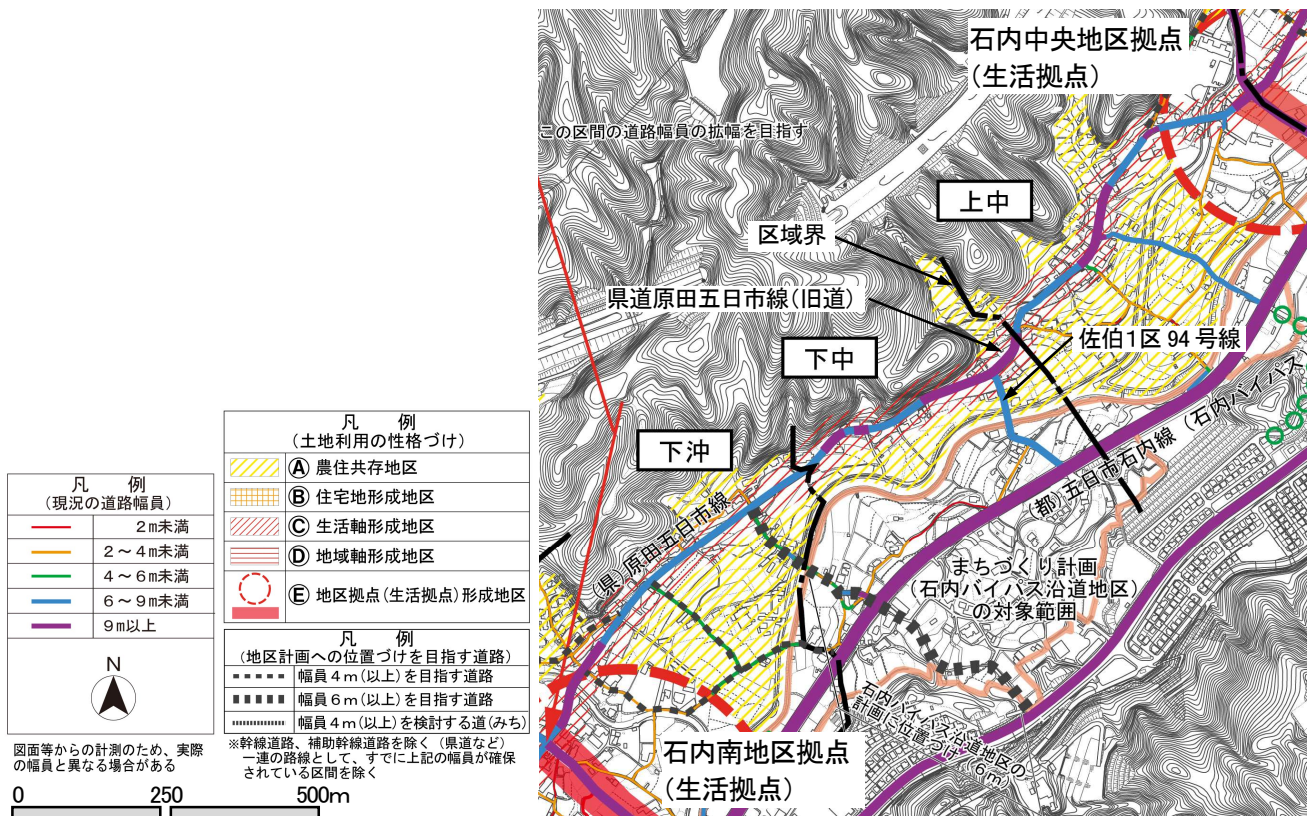 石内中央地区拠点
(生活拠点)
この区間の道路幅員の拡幅を目指す
上中
区域界
県道原田五日市線(旧道)
佐伯1区94号線
下中
下沖
(県)原田五日市線
(都)五日市石内線(石内バイパス)
まちづくり計画
(石内バイパス沿道地区)
の対象範囲
石内バイパス沿道地区の
計画に位置づけ(6m)
石内南地区拠点
(生活拠点)
凡 例
(現況の道路幅員)
2m未満
2~4m未満
4~6m未満
6~9m未満
9m以上
N
図面等からの計測のため、実際
の幅員と異なる場合がある
0 250 500m
凡 例
(土地利用の性格づけ)
Ⓐ 農住共存地区
Ⓑ 住宅地形成地区
Ⓒ 生活軸形成地区
Ⓓ 地域軸形成地区
Ⓔ 地区拠点(生活拠点)形成地区
凡 例
(地区計画への位置づけを目指す道路)
幅員4m(以上)を目指す道路
幅員6m(以上)を目指す道路
幅員4m(以上)を検討する道(みち)
※幹線道路、補助幹線道路を除く(県道など)
一連の路線として、すでに上記の幅員が確保
されている区間を除く